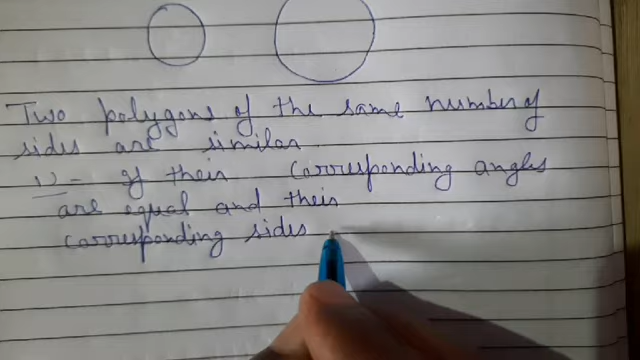 Two polygons of the same number of
sides are similar
1) - if their corresponding angles
are equal and their
corresponding sides